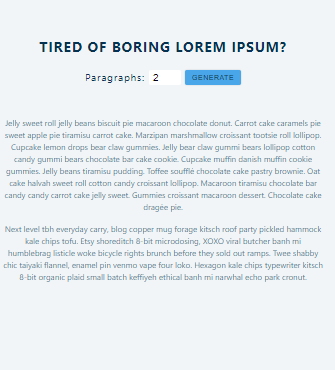 TIRED OF BORING LOREM IPSUM?
Paragraphs: 2 GENERATE
Jelly sweet roll jelly beans biscuit pie macaroon chocolate donut. Carrot cake caramels pie
sweet apple pie tiramisu carrot cake. Marzipan marshmallow croissant tootsie roll lollipop.
Cupcake lemon drops bear claw gummies. Jelly bear claw gummi bears lollipop cotton
candy gummi bears chocolate bar cake cookie. Cupcake muffin danish muffin cookie
gummies. Jelly beans tiramisu pudding. Toffee soufflé chocolate cake pastry brownie. Oat
cake halvah sweet roll cotton candy croissant lollipop. Macaroon tiramisu chocolate bar
candy candy carrot cake jelly sweet. Gummies croissant macaroon dessert. Chocolate cake
dragée pie.
Next level tbh everyday carry, blog copper mug forage kitsch roof party pickled hammock
kale chips tofu. Etsy shoreditch 8-bit microdosing, XOXO viral butcher banh mi
humblebrag listicle woke bicycle rights brunch before they sold out ramps. Twee shabby
chic taiyaki flannel, enamel pin venmo vape four loko. Hexagon kale chips typewriter kitsch
8-bit organic plaid small batch keffiyeh ethical banh mi narwhal echo park cronut.